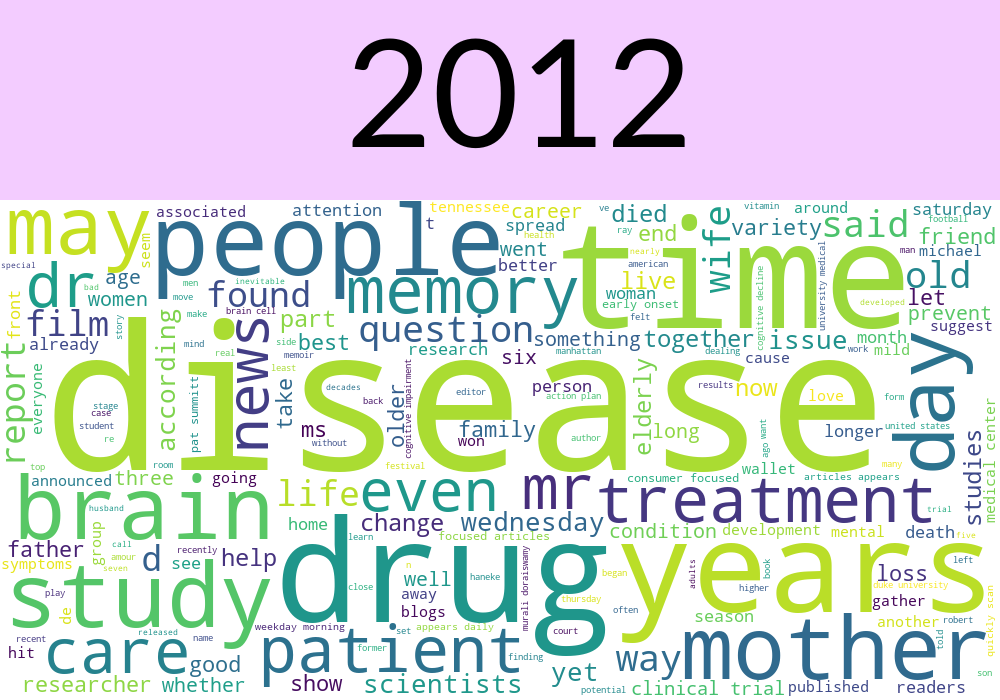 2012
may
associated
attention
tennessee
career
ve
died
vitamin
around
saturday
people
t
spread
ray
end
wife
variety
said
football
friend
seem
health
went
time
nearly
man
michael
special
dr
bad
age
men
inevitable
better
memory
american
live
cognitive decline
university medical
old
women
move
found
woman
early onset
developed
let
front
film
story
make
brain cell
part
question
felt
prevent
suggest
already
mind
news
best
research
something
together
issue
month
work
mild
report
everyone
disease
according
real
memoir
least
six
manhattan
dealing
cause
day
pat summitt
take
decades
back
older
cognitive impairment
editor
person
action plan
elderly
results
now
love
form
stage
case
student
re
ms
without
won
family
author
long
ago want
longer
united states
studies
medical center
top
room
festival
wallet
many
announced
three
going
consumer focused
articles appears
brain
life
even
mr
treatment
trial
husband
home
change
wednesday
condition
development
mental
death
five
father
group
call
amour
seven
d
recently
see
help
learn
focused articles
symptoms
drug
years
loss
left
play
study
close
n
well
haneke
murali doraiswamy
began
adults
book
higher
duke university
de
away
thursday
often
gather
blogs
season
another
robert
recent
released
name
weekday morning
set
appears daily
court
told
quickly scan
hit
care
good
patient
former
finding
yet
way
mother
son
researcher
whether
show
scientists
potential
clinical trial
published
readers
side